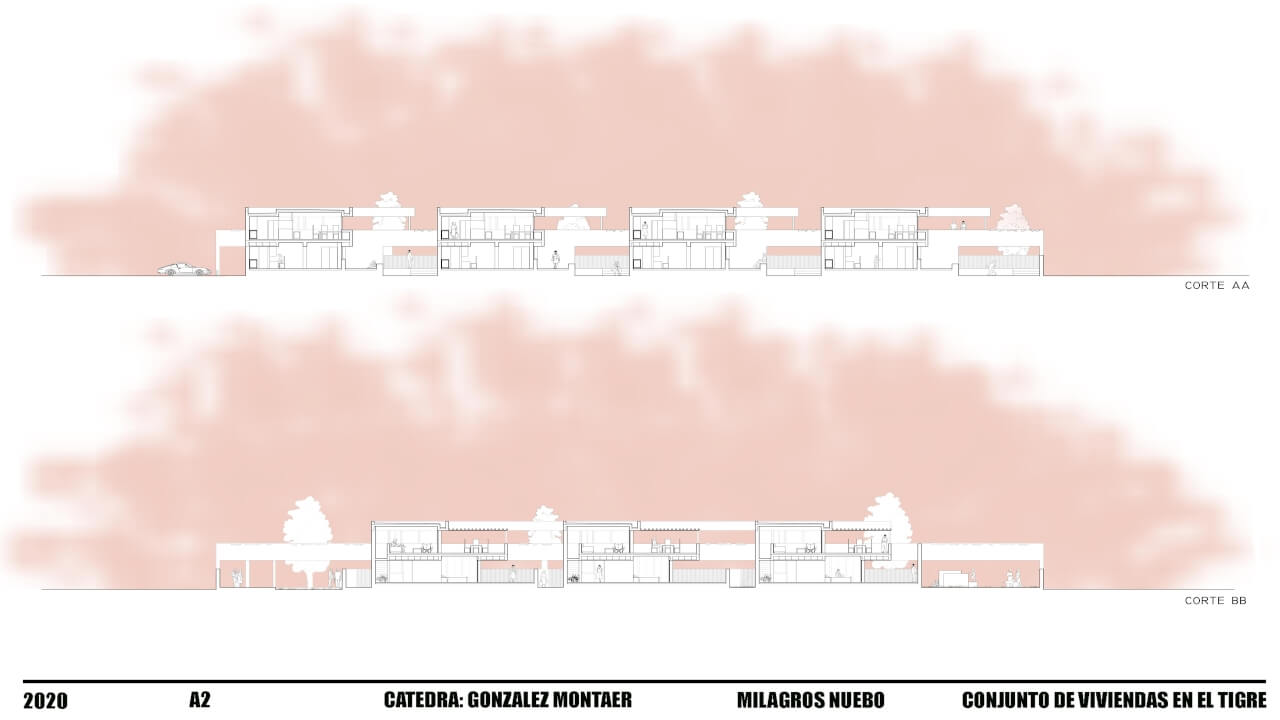 CORTE AA
CORTE BB
2020 A2 CATEDRA: GONZALEZ MONTAER MILAGROS NUEBO CONJUNTO DE VIVIENDAS EN EL TIGRE